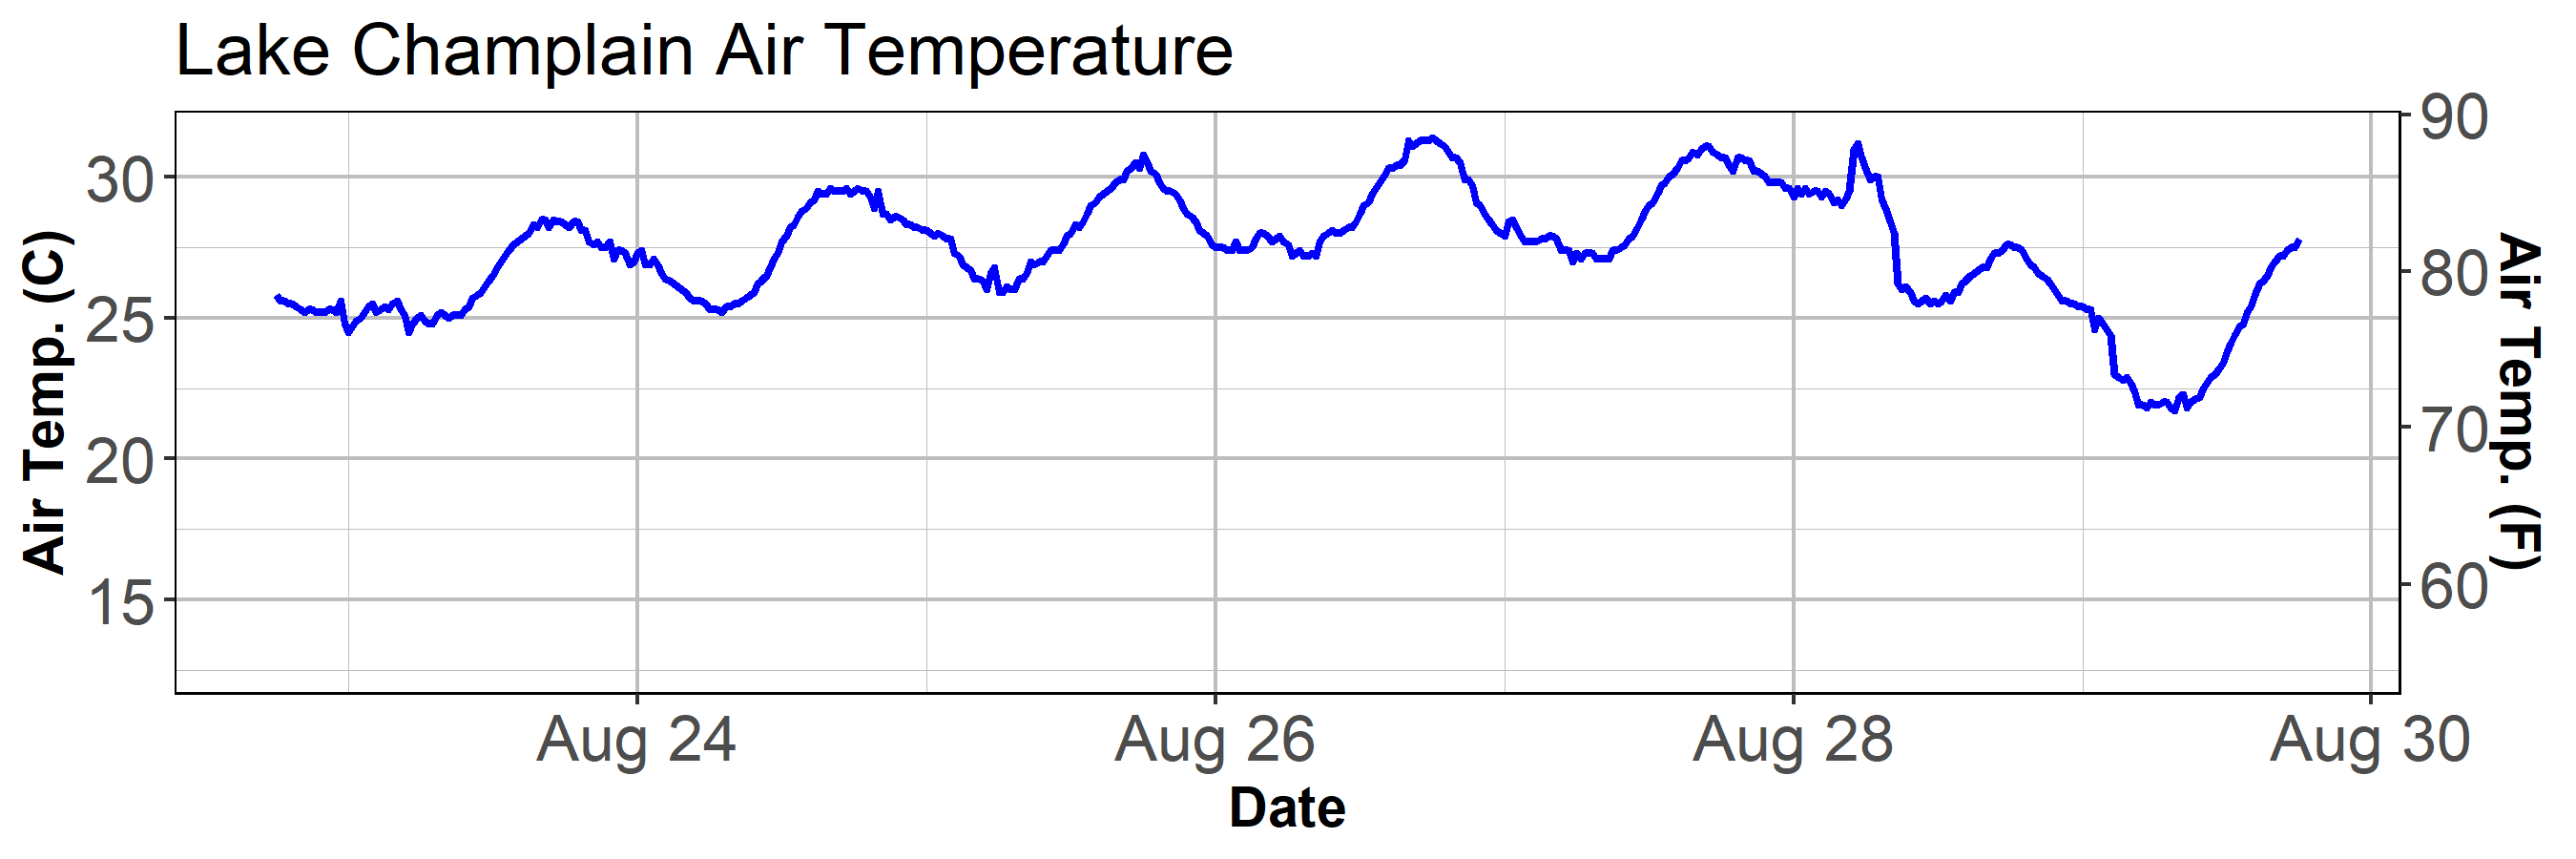 Lake Champlain Air Temperature
Air Temp. (C)
30
25
20
15
90
80
70
60
Air Temp. (F)
Aug 24
Aug 26
Aug 28
Aug 30
Date